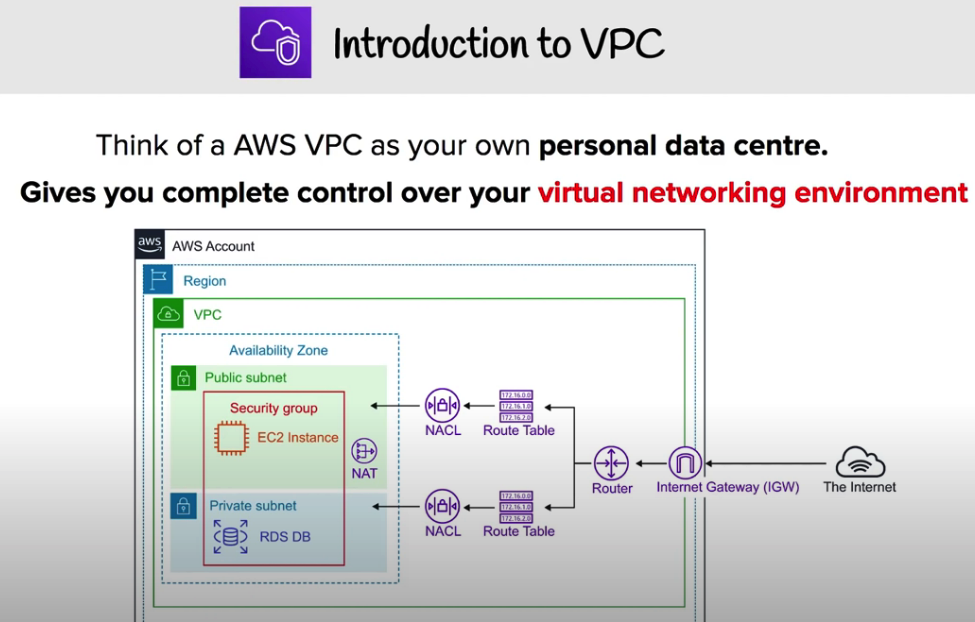 Introduction to VPC
Think of a AWS VPC as your own personal data centre.
Gives you complete control over your virtual networking environment
aws AWS Account
Region
VPC
Availability Zone
Public subnet
Security group
EC2 Instance
NAT
NACL
172.16.0.0
172.16.1.0
172.16.2.0
Route Table
Router
Internet Gateway (IGW)
The Internet
Private subnet
RDS DB
NACL
172.16.0.0
172.16.1.0
172.16.2.0
Route Table